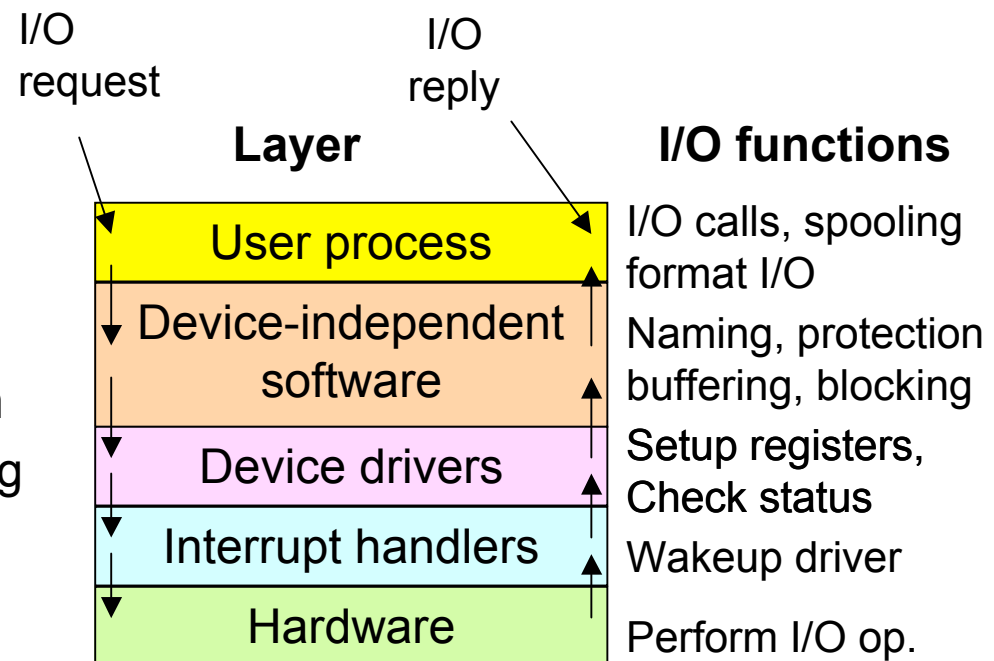 I/O
request
I/O
reply
Layer
I/O functions
User process
I/O calls, spooling
format I/O
Device-independent
software
Naming, protection
buffering, blocking
Device drivers
Setup registers,
Check status
Interrupt handlers
Wakeup driver
Hardware
Perform I/O op.
g